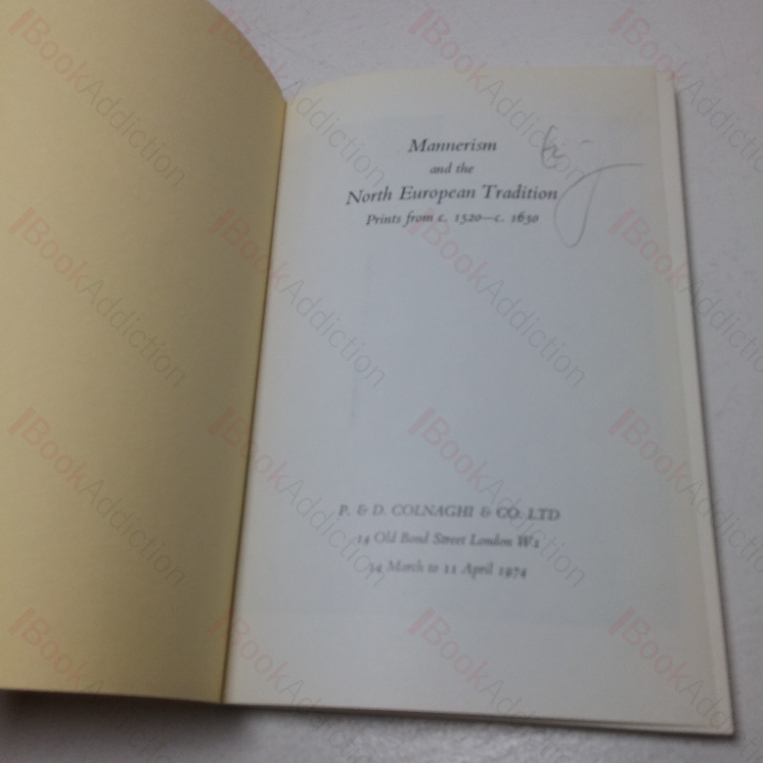 Mannerism
and the
North European Tradition
Prints from c. 1520—c. 1630
P. & D. COLNAGHI & CO. LTD
14 Old Bond Street London W1
14 March to 11 April 1974
BookAddiction